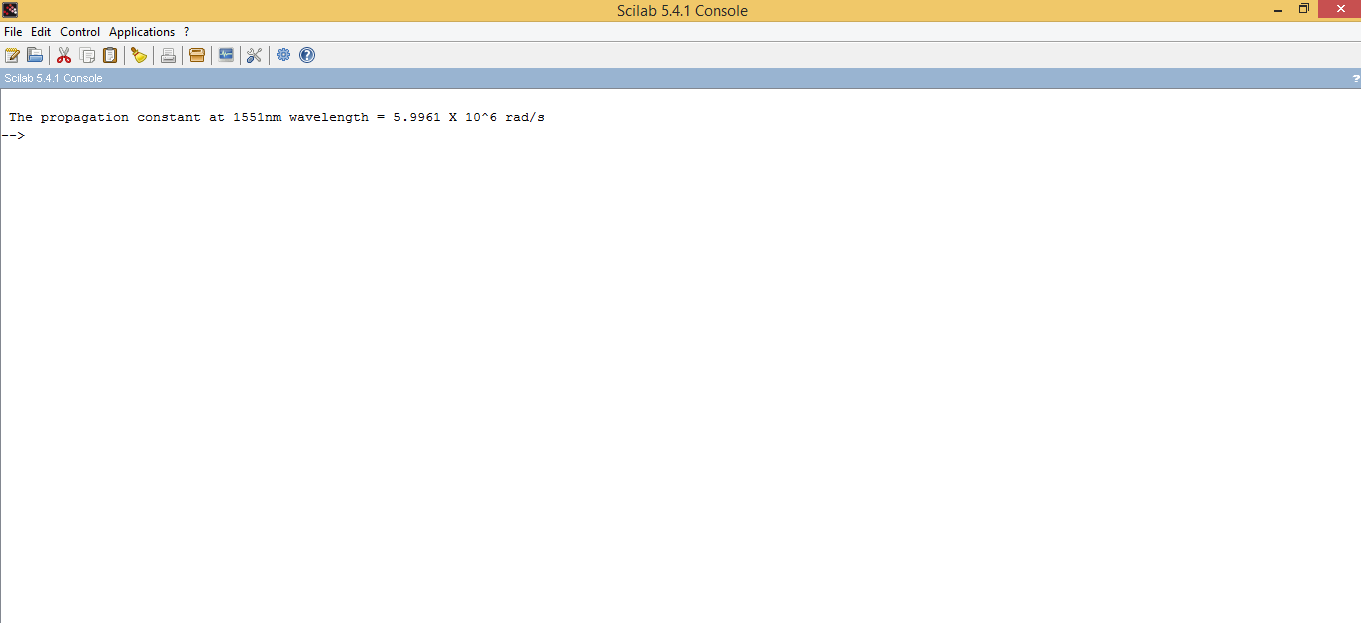 Scilab 5.4.1 Console
File Edit Control Applications ?
Scilab 5.4.1 Console ?
The propagation constant at 1551nm wavelength = 5.9961 X 10^6 rad/s
-->